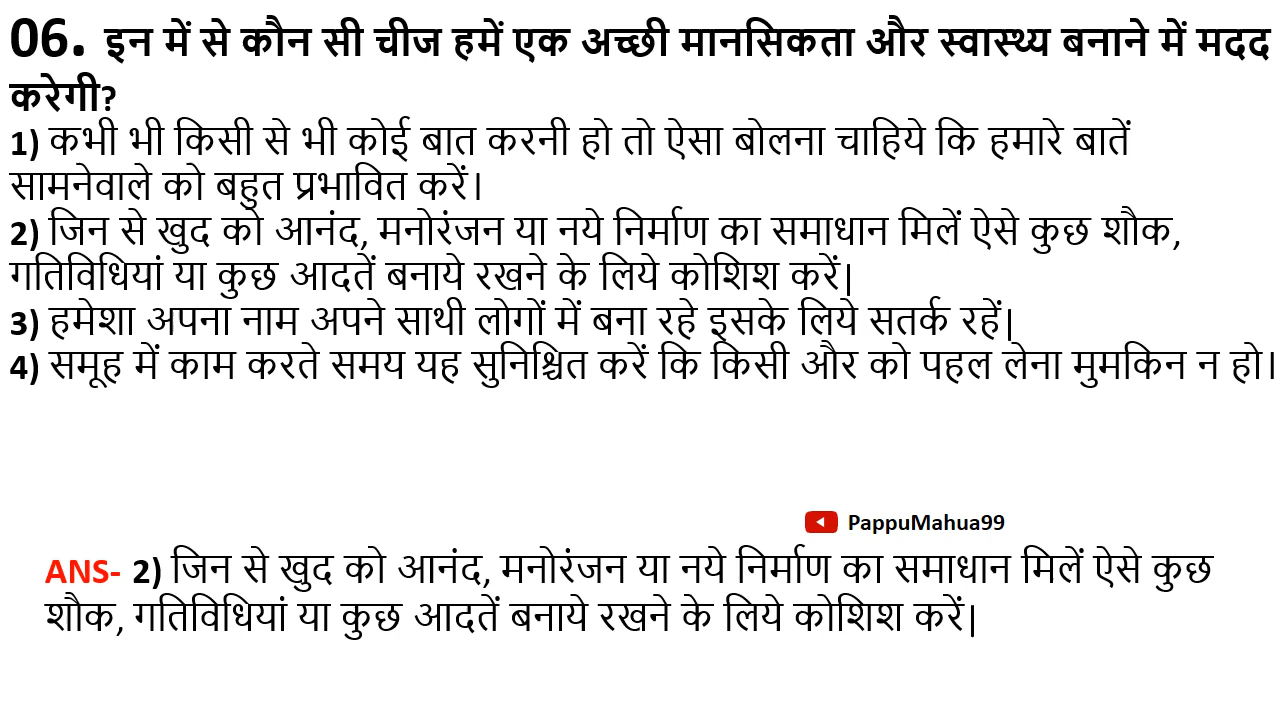 06. इन में से कौन सी चीज हमें एक अच्छी मानसिकता और स्वास्थ्य बनाने में मदद
करेगी?
1) कभी भी किसी से भी कोई बात करनी हो तो ऐसा बोलना चाहिये कि हमारे बातें
सामनेवाले को बहुत प्रभावित करें।
2) जिन से खुद को आनंद, मनोरंजन या नये निर्माण का समाधान मिलें ऐसे कुछ शौक,
गतिविधियां या कुछ आदतें बनाये रखने के लिये कोशिश करें|
3) हमेशा अपना नाम अपने साथी लोगों में बना रहे इसके लिये सतर्क रहें|
4) समूह में काम करते समय यह सुनिश्चित करें कि किसी और को पहल लेना मुमकिन न हो।
PappuMahua99
ANS- 2) जिन से खुद को आनंद, मनोरंजन या नये निर्माण का समाधान मिलें ऐसे कुछ
शौक, गतिविधियां या कुछ आदतें बनाये रखने के लिये कोशिश करें|